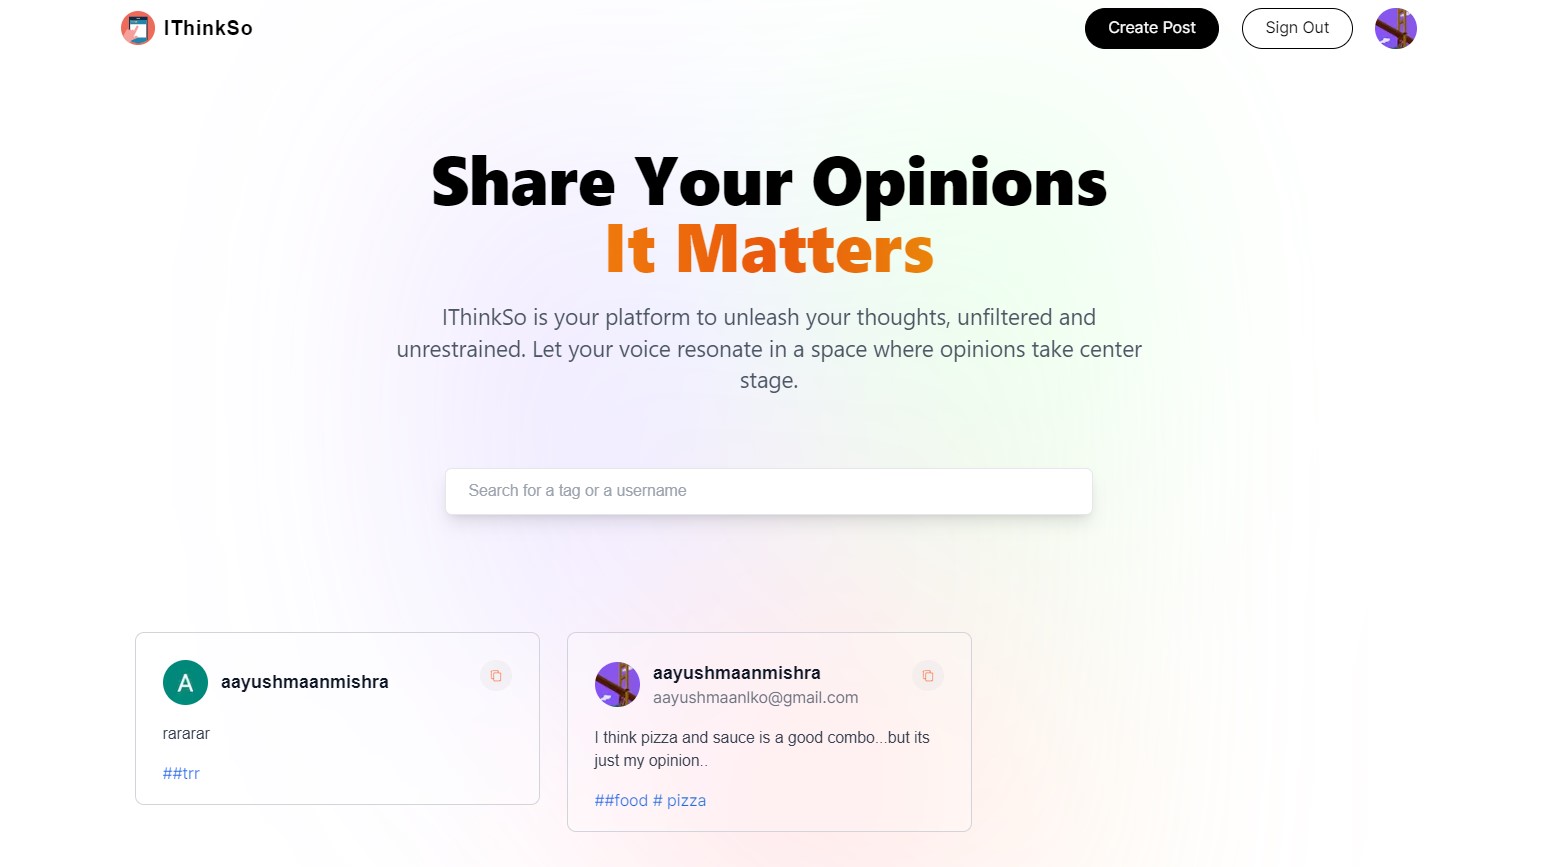 IThinkSo
Create Post
Sign Out
Share Your Opinions
It Matters
IThinkSo is your platform to unleash your thoughts, unfiltered and
unrestrained. Let your voice resonate in a space where opinions take center
stage.
Search for a tag or a username
A
aayushmaanmishra
rararar
##trr
aayushmaanmishra
aayushmaanlko@gmail.com
I think pizza and sauce is a good combo...but its
just my opinion..
##food # pizza